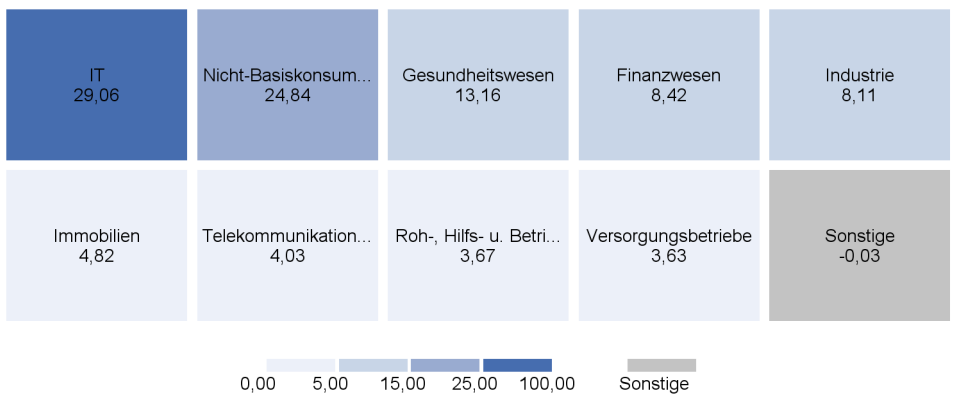 IT
29,06
Nicht-Basiskonsum...
24,84
Gesundheitswesen
13,16
Finanzwesen
8,42
Industrie
8,11
Immobilien
4,82
Telekommunikation...
4,03
Roh-, Hilfs- u. Betri...
3,67
Versorgungsbetriebe
3,63
Sonstige
-0,03
0,00 5,00 15,00 25,00 100,00 Sonstige